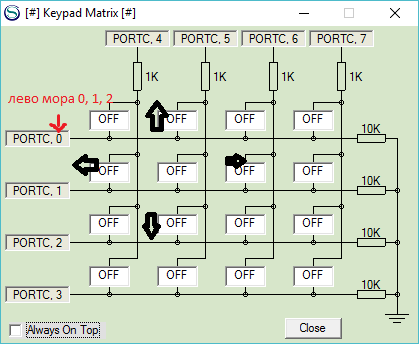 [#] Keypad Matrix [#]
PORTC, 4 PORTC, 5 PORTC, 6 PORTC, 7
1K 1K 1K 1K
лево мора 0, 1, 2
OFF OFF OFF OFF
PORTC, 0 10K
OFF OFF OFF OFF
PORTC, 1 10K
OFF OFF OFF OFF
PORTC, 2 10K
OFF OFF OFF OFF
PORTC, 3 10K
Always On Top Close